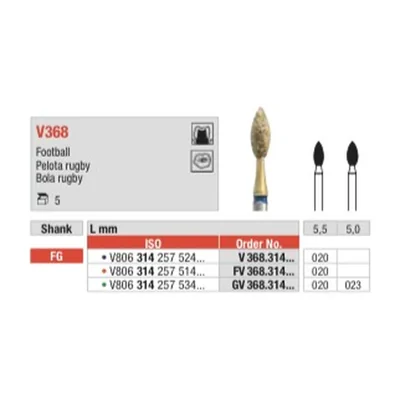 V368
Football
Pelota rugby
Bola rugby
5
Shank L mm 5,5 5,0
ISO Order No.
FG • V806 314 257 524... V 368.314... 020
• V806 314 257 514... FV 368.314... 020
• V806 314 257 534... GV 368.314... 020 023